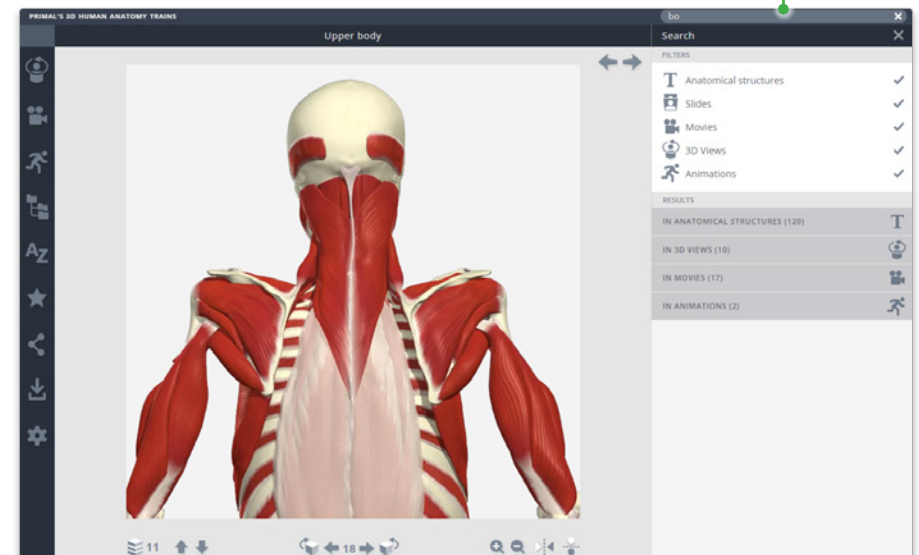 PRIMAL'S 3D HUMAN ANATOMY TRAINS
bo
Upper body
Search
FILTERS
Anatomical structures
Slides
Movies
3D Views
Animations
RESULTS
IN ANATOMICAL STRUCTURES (120)
IN 3D VIEWS (10)
IN MOVIES (17)
IN ANIMATIONS (2)
AZ
11
18